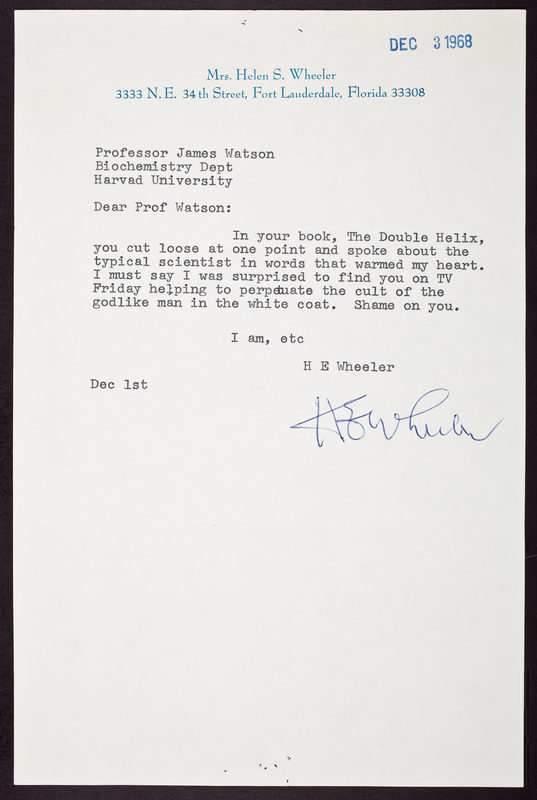 DEC 3 1968
Mrs. Helen S. Wheeler
3333 N.E. 34th Street, Fort Lauderdale, Florida 33308
Professor James Watson
Biochemistry Dept
Harvad University
Dear Prof Watson:
In your book, The Double Helix,
you cut loose at one point and spoke about the
typical scientist in words that warmed my heart.
I must say I was surprised to find you on TV
Friday helping to perpetuate the cult of the
godlike man in the white coat. Shame on you.
I am, etc
H E Wheeler
Dec 1st
H E Wheeler